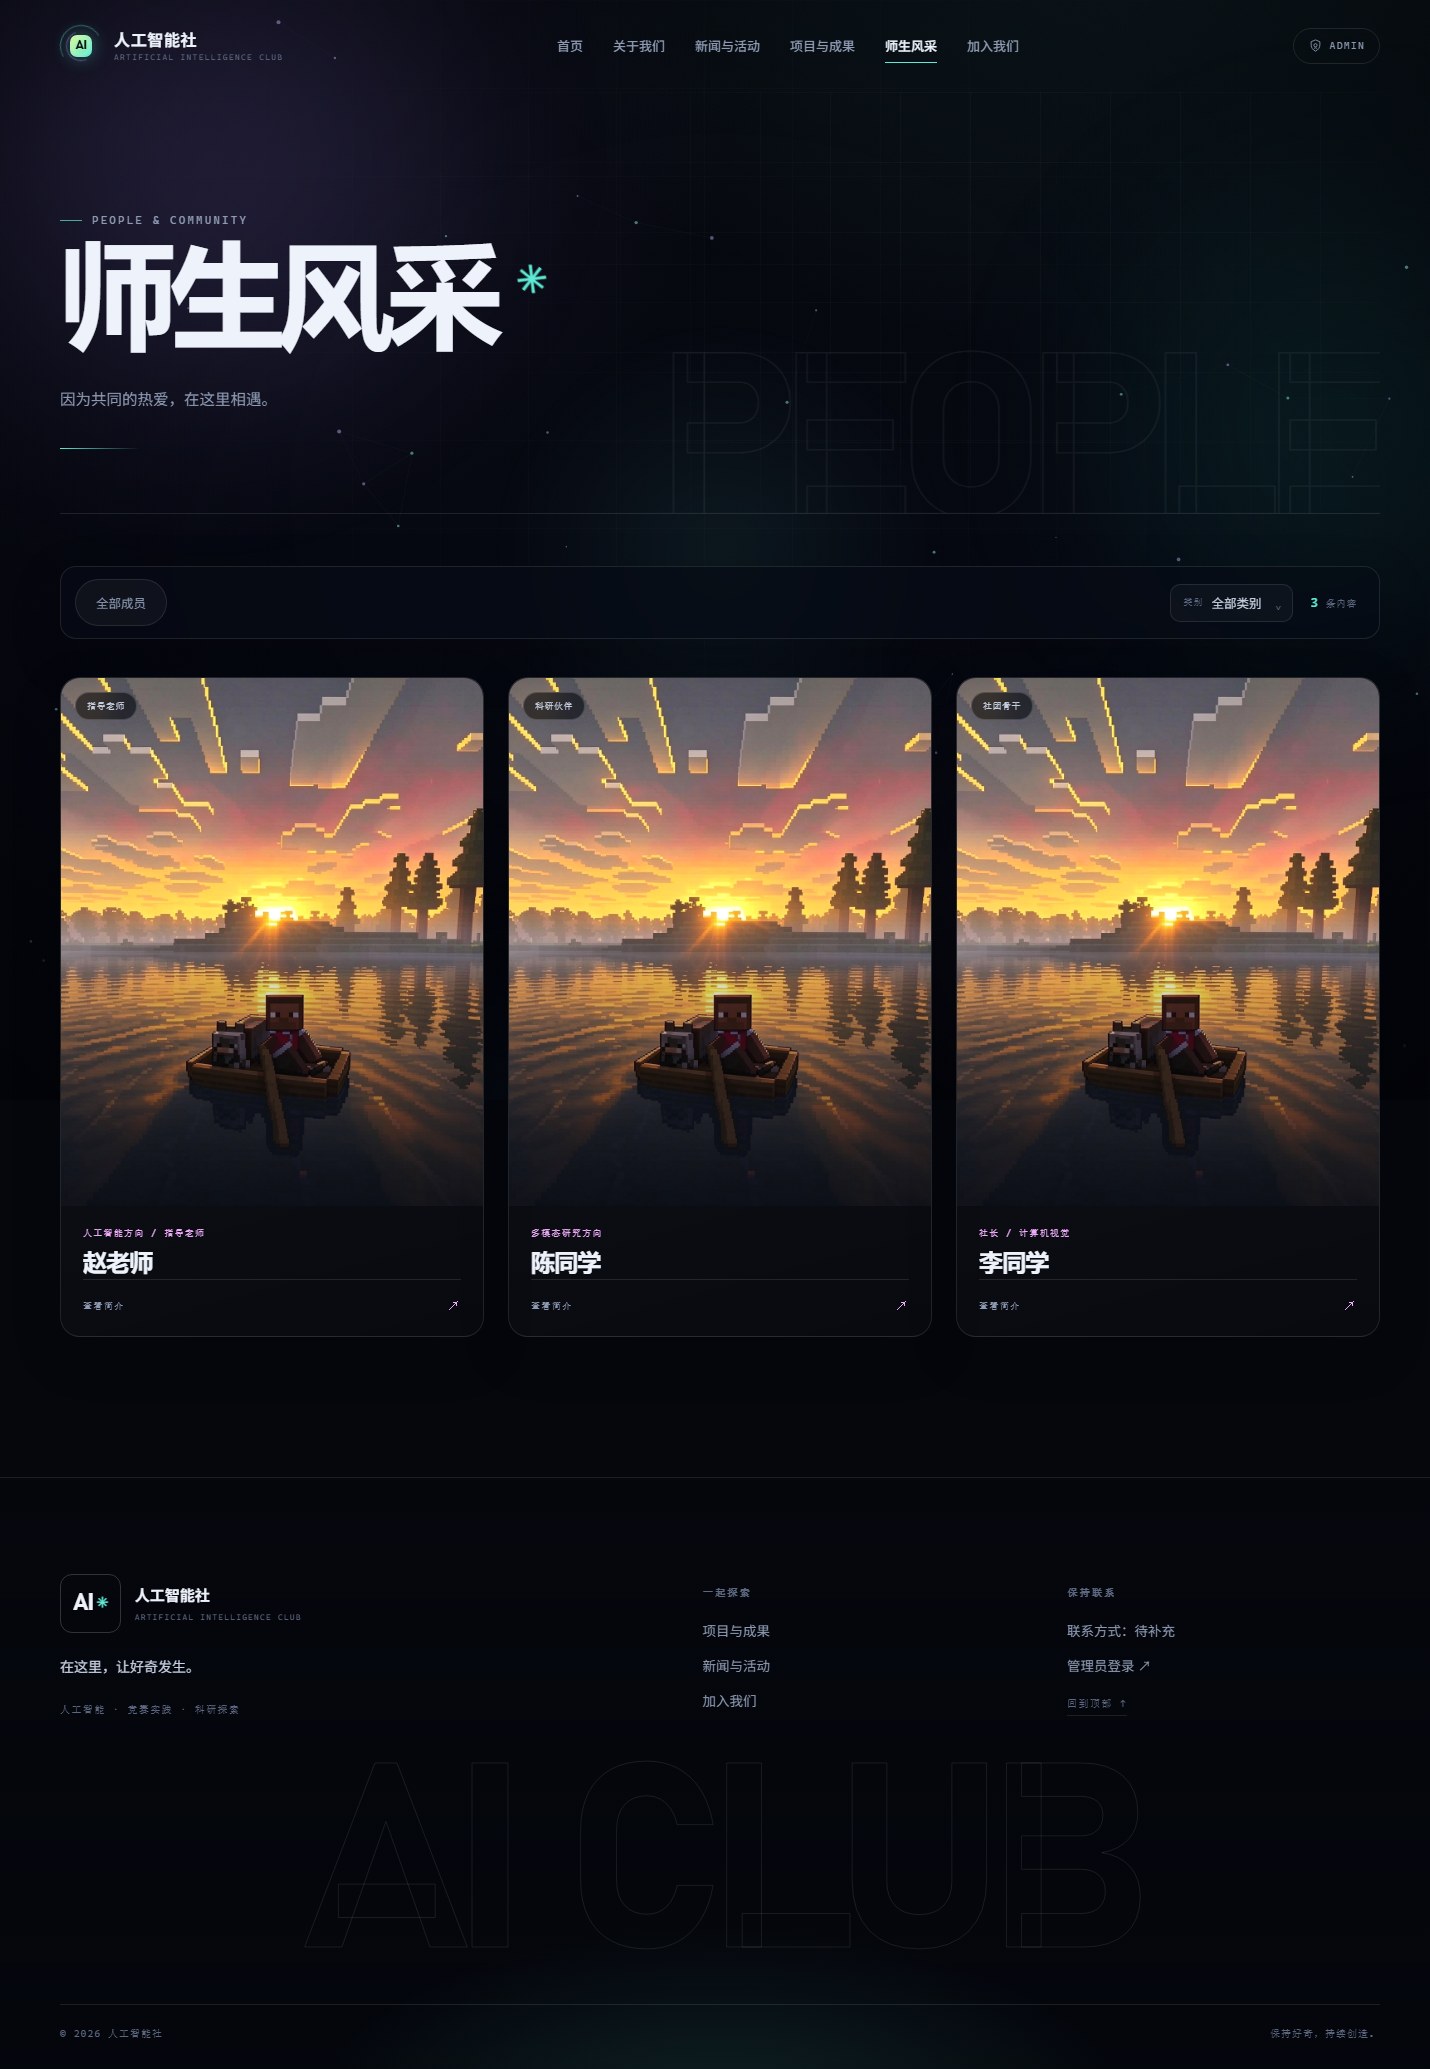 AI
人工智能社
ARTIFICIAL INTELLIGENCE CLUB
首页 关于我们 新闻与活动 项目与成果 师生风采 加入我们
ADMIN
PEOPLE & COMMUNITY
师生风采
因为共同的热爱，在这里相遇。
PEOPLE
全部成员
类别 全部类别
3 条内容
指导老师
科研伙伴
社团骨干
人工智能方向 / 指导老师
赵老师
查看简介 ↗
多模态研究方向
陈同学
查看简介 ↗
社长 / 计算机视觉
李同学
查看简介 ↗
AI
人工智能社
ARTIFICIAL INTELLIGENCE CLUB
在这里，让好奇发生。
人工智能 · 竞赛实践 · 科研探索
一起探索
项目与成果
新闻与活动
加入我们
保持联系
联系方式：待补充
管理员登录 ↗
回到顶部 ↑
AI CLUB
© 2026 人工智能社
保持好奇，持续创造。